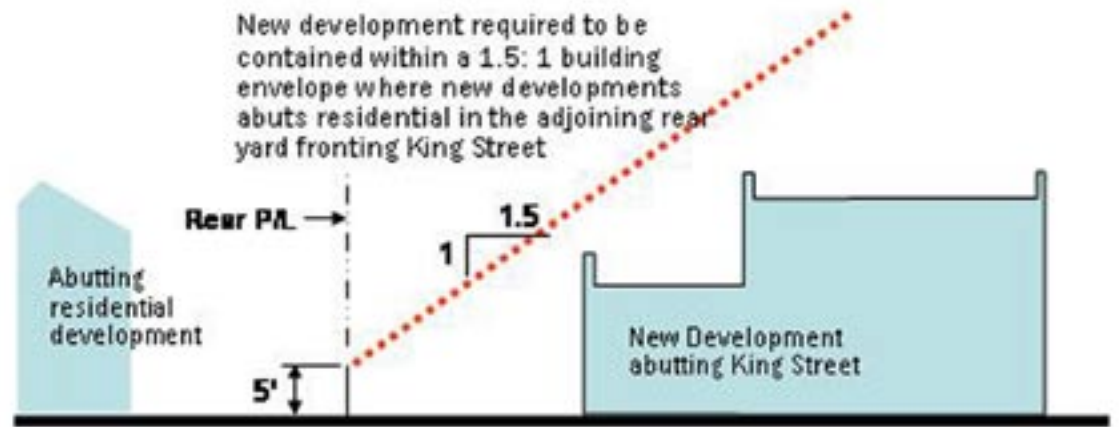 New development required to be
contained within a 1.5: 1 building
envelope where new developments
abuts residential in the adjoining rear
yard fronting King Street
Rear P/L
1.5
1
Abutting
residential
development
New Development
abutting King Street
5'